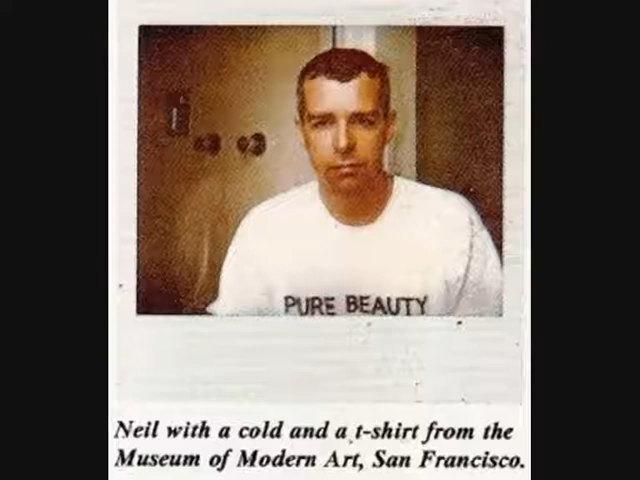 PURE BEAUTY
Neil with a cold and a t-shirt from the
Museum of Modern Art, San Francisco.